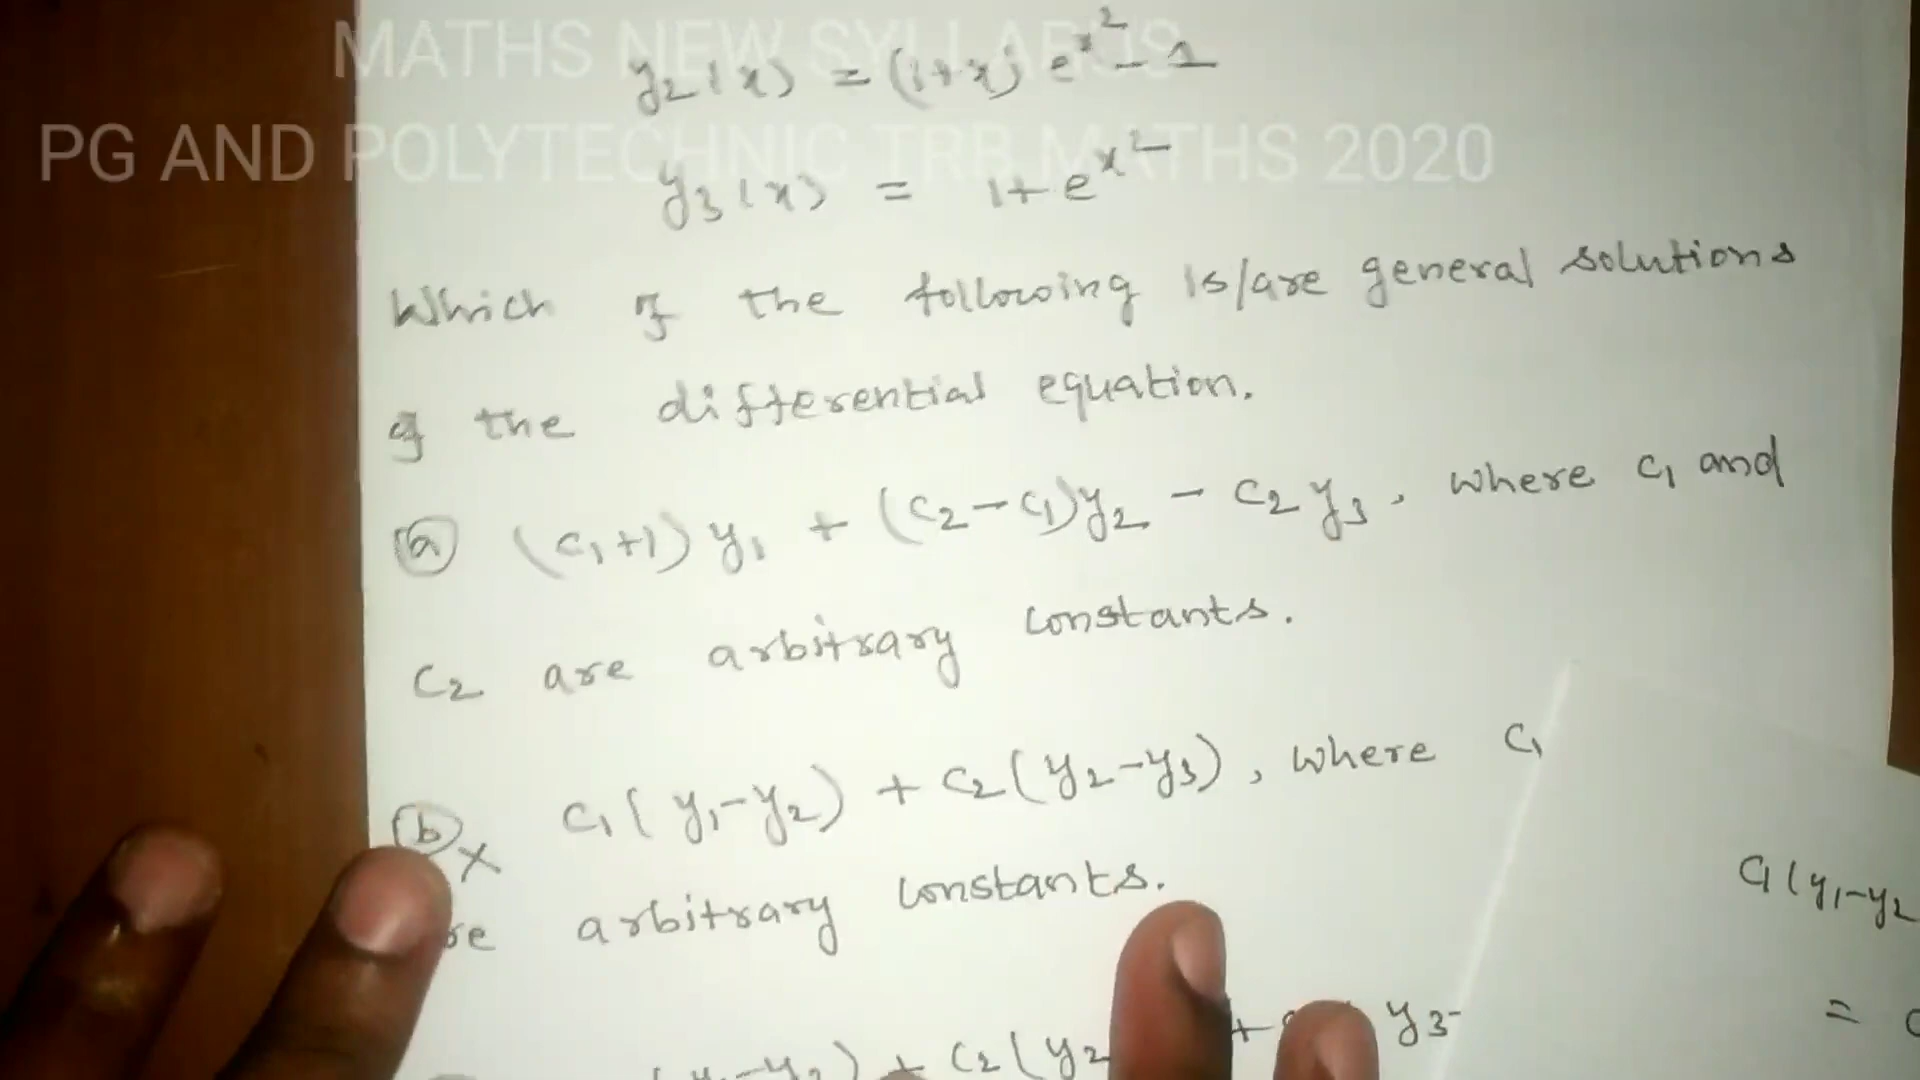 MATHS NEW SYLLABUS
PG AND POLYTECHNIC TRB MATHS 2020
y₂(x) = (1+x) e^x² - 1
y₃(x) = 1+e^x²
Which of the following is/are general solutions
of the differential equation.
(a) (c₁+1) y₁ + (c₂-c₁)y₂ - c₂ y₃. where c₁ and
c₂ are arbitrary constants.
(b) x c₁( y₁-y₂) + c₂( y₂-y₃), where c₁
arbitrary constants.
c₁(y₁-y₂
=
) + c₂(y₂ + y₃